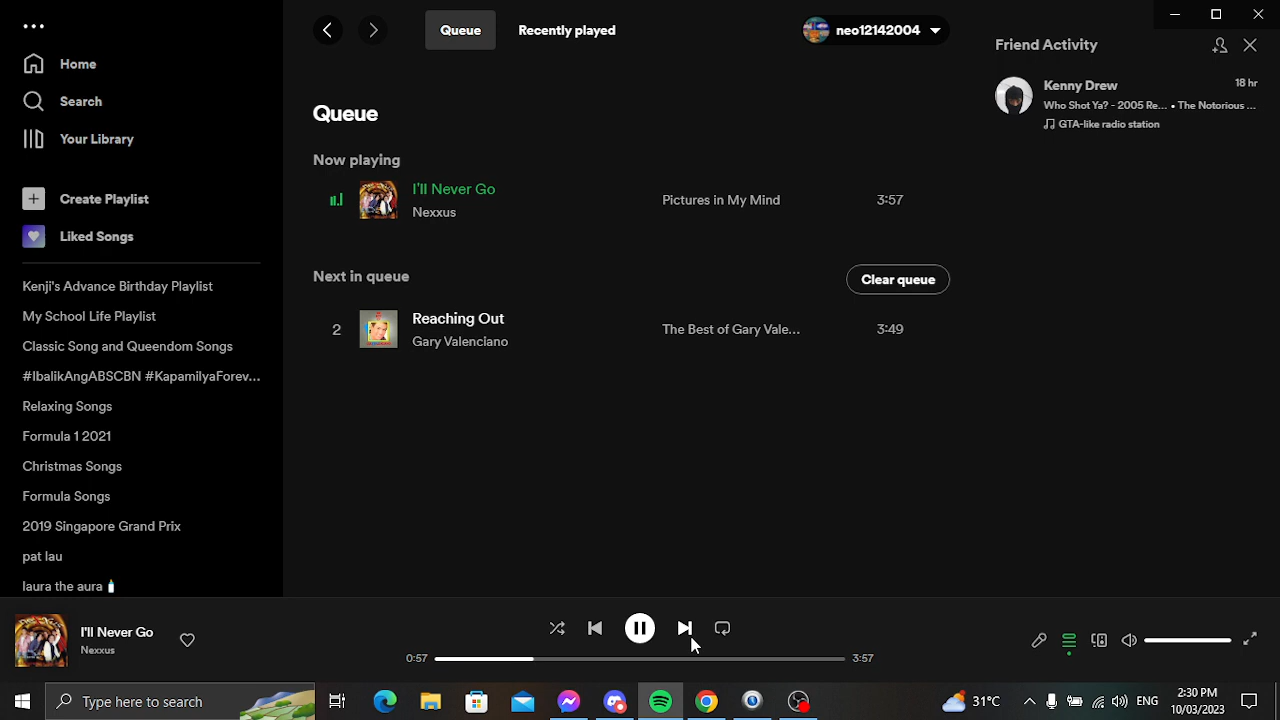 Queue
Recently played
neo12142004
Home
Search
Your Library
Create Playlist
Liked Songs
Kenji's Advance Birthday Playlist
My School Life Playlist
Classic Song and Queendom Songs
#IbalikAngABSCBN #KapamilyaForev...
Relaxing Songs
Formula 1 2021
Christmas Songs
Formula Songs
2019 Singapore Grand Prix
pat lau
laura the aura
Queue
Now playing
I'll Never Go
Nexxus
Pictures in My Mind
3:57
Next in queue
Clear queue
2
Reaching Out
Gary Valenciano
The Best of Gary Vale...
3:49
Friend Activity
Kenny Drew
18 hr
Who Shot Ya? - 2005 Re... • The Notorious ...
GTA-like radio station
I'll Never Go
Nexxus
0:57
3:57
Type here to search
31°C
ENG
2:30 PM
10/03/2023